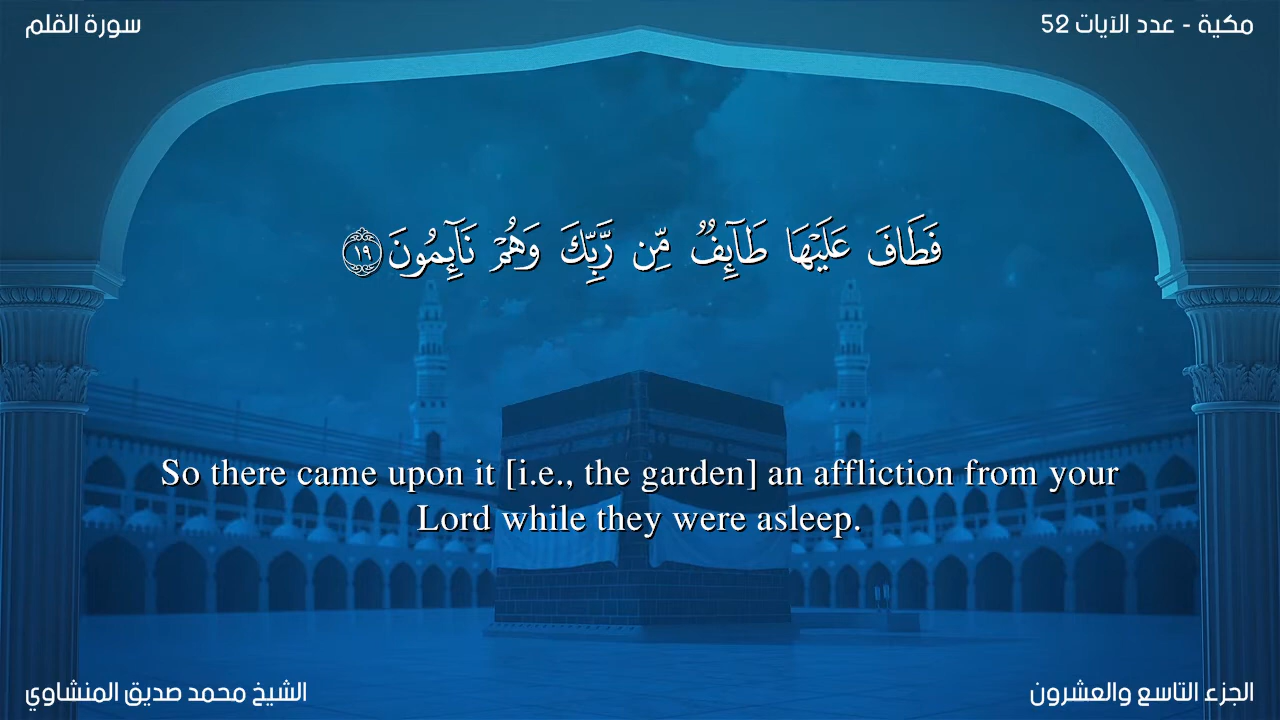 مكية - عدد الآيات 52
سورة القلم
فَطَافَ عَلَيْهَا طَآئِفٌ مِّن رَّبِّكَ وَهُمْ نَآئِمُونَ ١٩
So there came upon it [i.e., the garden] an affliction from your
Lord while they were asleep.
الجزء التاسع والعشرون
الشيخ محمد صديق المنشاوي